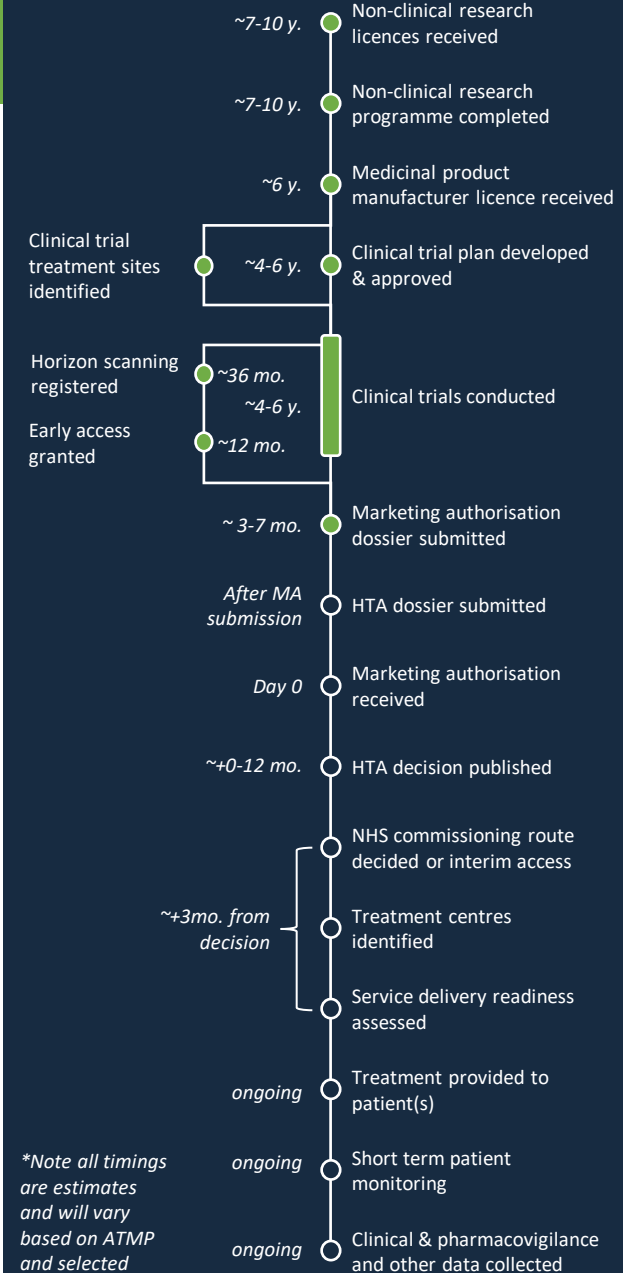 ~7-10 y.
Non-clinical research
licences received
~7-10 y.
Non-clinical research
programme completed
~6 y.
Medicinal product
manufacturer licence received
Clinical trial
treatment sites
identified
~4-6 y.
Clinical trial plan developed
& approved
Horizon scanning
registered
~36 mo.
~4-6 y.
Clinical trials conducted
Early access
granted
~12 mo.
~ 3-7 mo.
Marketing authorisation
dossier submitted
After MA
submission
HTA dossier submitted
Day 0
Marketing authorisation
received
~+0-12 mo.
HTA decision published
NHS commissioning route
decided or interim access
~+3mo. from
decision
Treatment centres
identified
Service delivery readiness
assessed
ongoing
Treatment provided to
patient(s)
ongoing
Short term patient
monitoring
ongoing
Clinical & pharmacovigilance
and other data collected
*Note all timings
are estimates
and will vary
based on ATMP
and selected